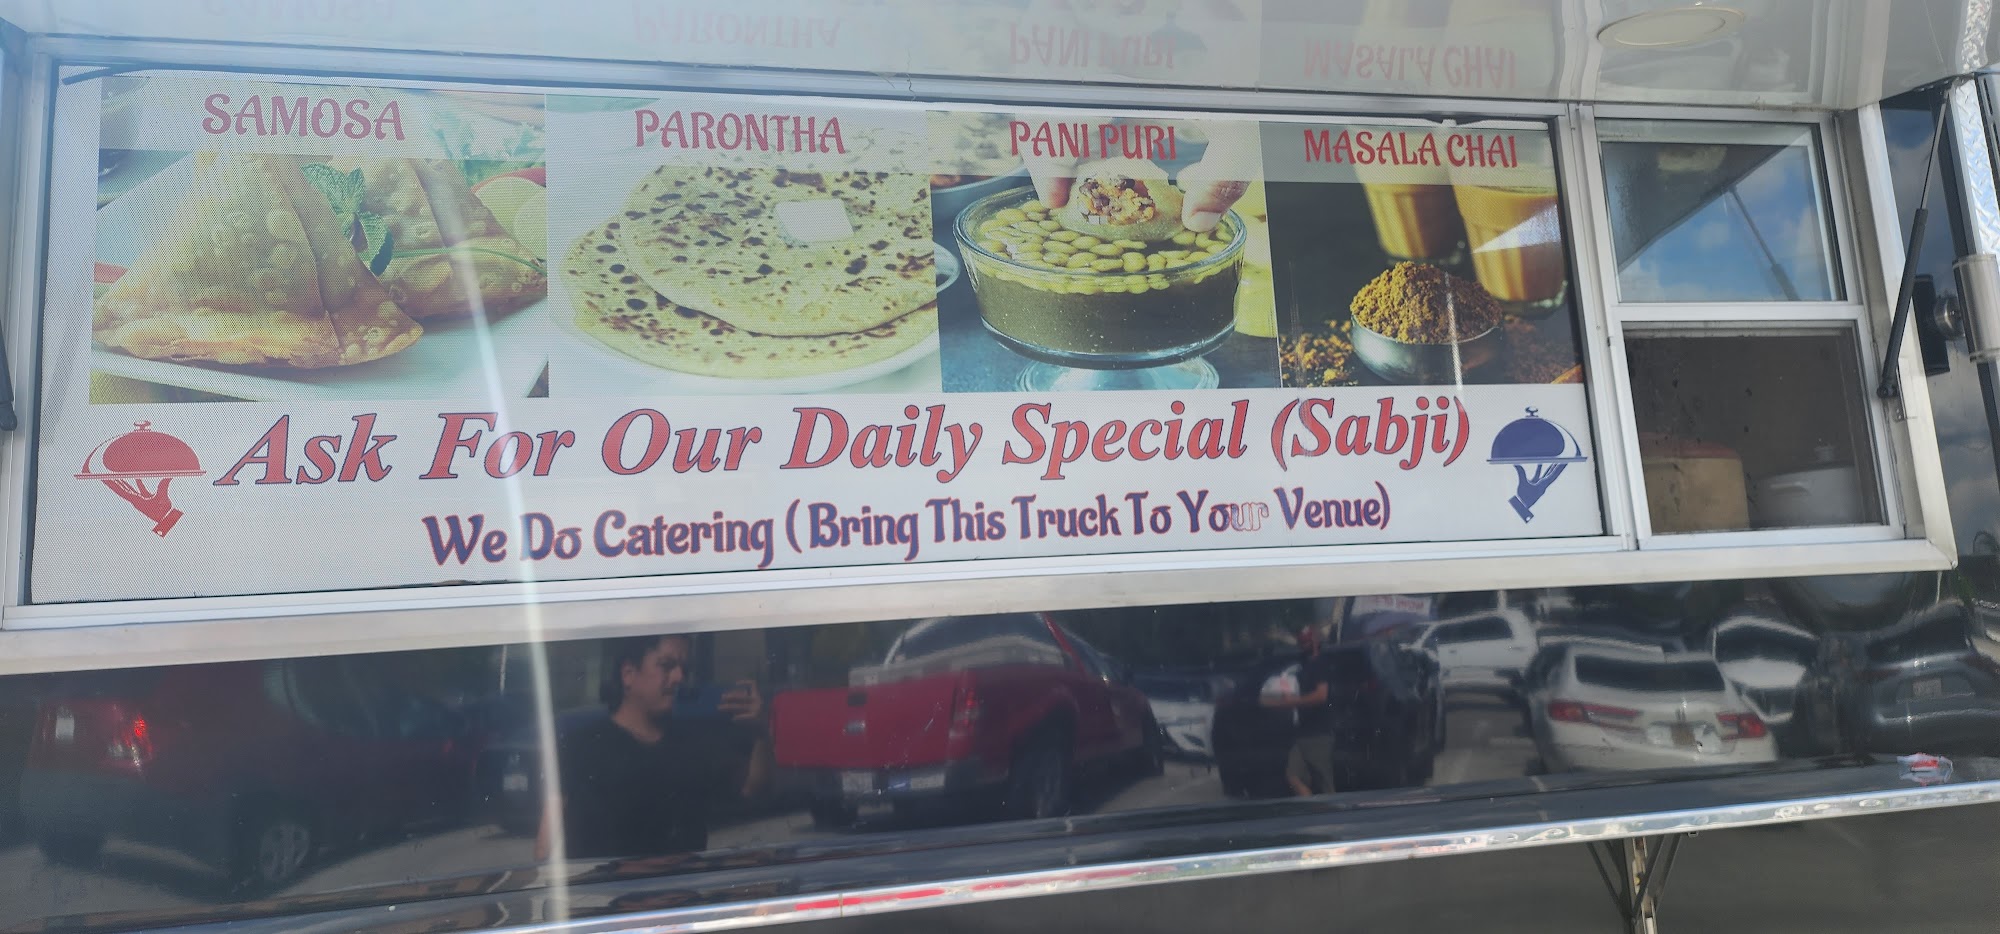 SAMOSA
PARONTHA
PANI PURI
MASALA CHAI
Ask For Our Daily Special (Sabji)
We Do Catering ( Bring This Truck To Your Venue)